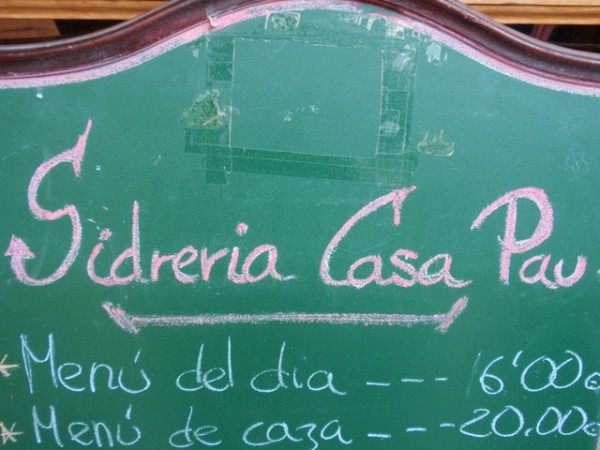 Sidreria Casa Pau
* Menú del dia --- 6'00€
* Menú de caza --- 20.00€